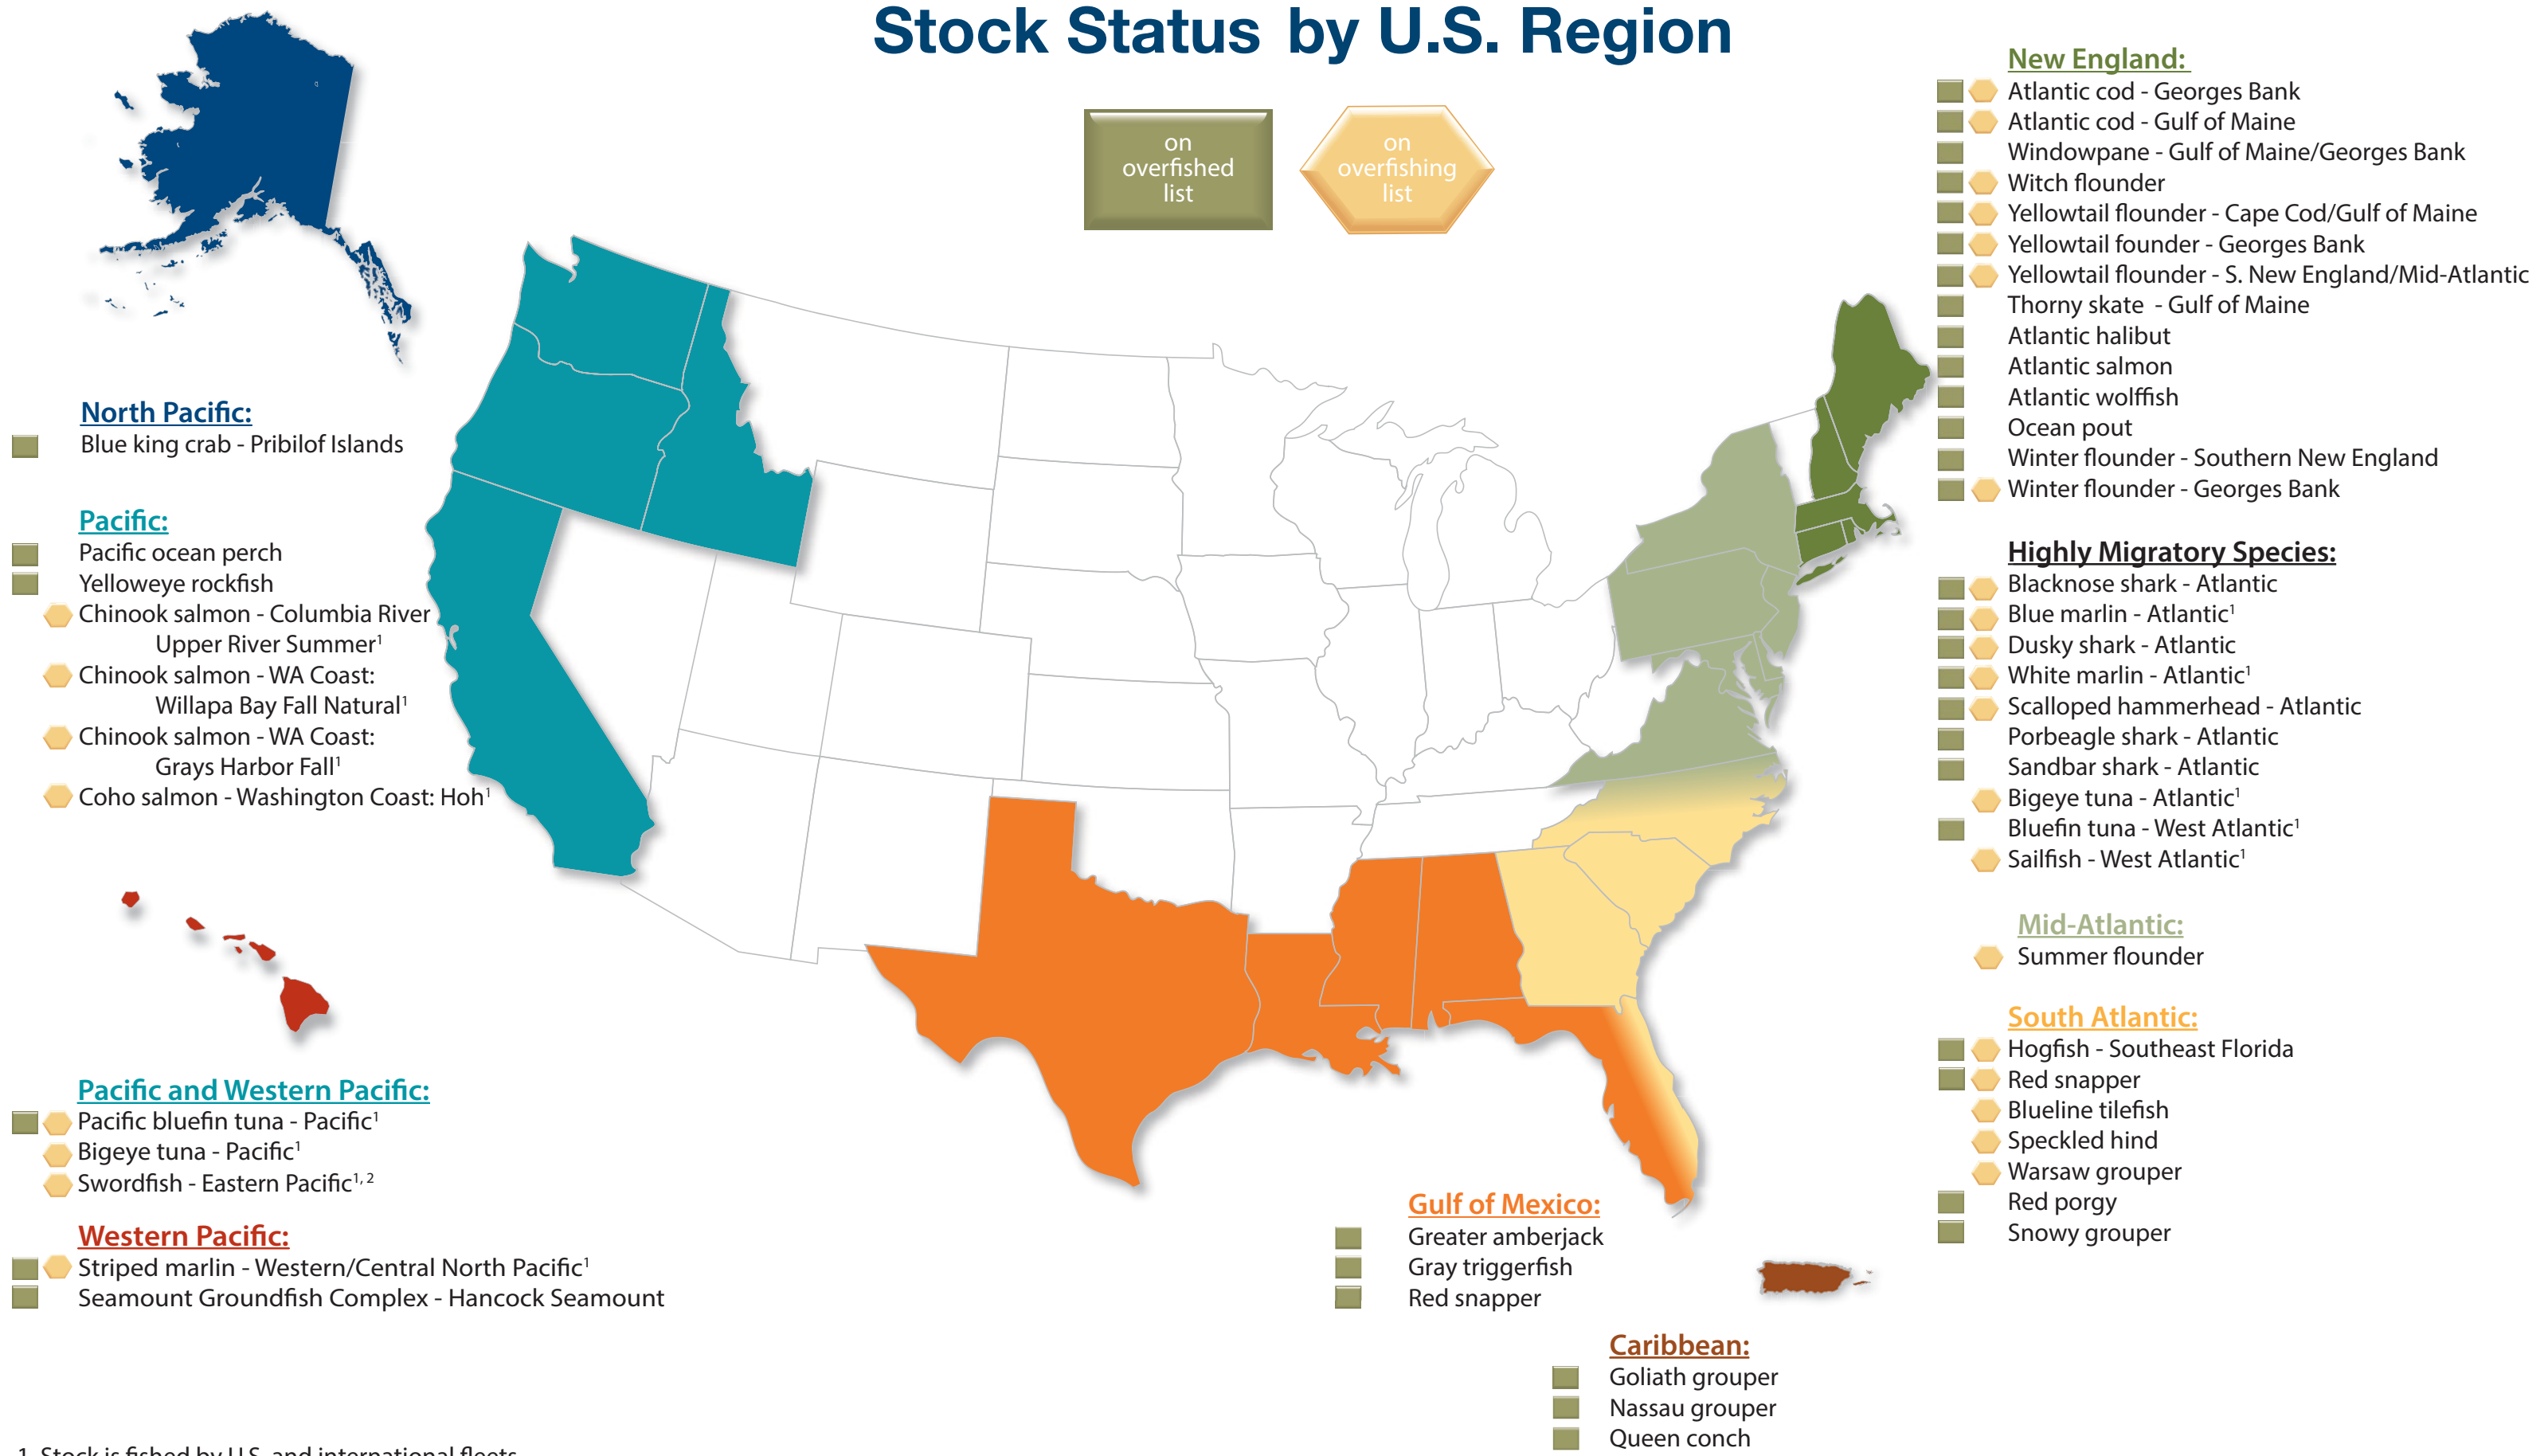 Stock Status by U.S. Region
on
overfished
list
on
overfishing
list
North Pacific:
Blue king crab - Pribilof Islands
Pacific:
Pacific ocean perch
Yelloweye rockfish
Chinook salmon - Columbia River
Upper River Summer¹
Chinook salmon - WA Coast:
Willapa Bay Fall Natural¹
Chinook salmon - WA Coast:
Grays Harbor Fall¹
Coho salmon - Washington Coast: Hoh¹
Pacific and Western Pacific:
Pacific bluefin tuna - Pacific¹
Bigeye tuna - Pacific¹
Swordfish - Eastern Pacific¹˒ ²
Western Pacific:
Striped marlin - Western/Central North Pacific¹
Seamount Groundfish Complex - Hancock Seamount
Gulf of Mexico:
Greater amberjack
Gray triggerfish
Red snapper
Caribbean:
Goliath grouper
Nassau grouper
Queen conch
New England:
Atlantic cod - Georges Bank
Atlantic cod - Gulf of Maine
Windowpane - Gulf of Maine/Georges Bank
Witch flounder
Yellowtail flounder - Cape Cod/Gulf of Maine
Yellowtail founder - Georges Bank
Yellowtail flounder - S. New England/Mid-Atlantic
Thorny skate - Gulf of Maine
Atlantic halibut
Atlantic salmon
Atlantic wolffish
Ocean pout
Winter flounder - Southern New England
Winter flounder - Georges Bank
Highly Migratory Species:
Blacknose shark - Atlantic
Blue marlin - Atlantic¹
Dusky shark - Atlantic
White marlin - Atlantic¹
Scalloped hammerhead - Atlantic
Porbeagle shark - Atlantic
Sandbar shark - Atlantic
Bigeye tuna - Atlantic¹
Bluefin tuna - West Atlantic¹
Sailfish - West Atlantic¹
Mid-Atlantic:
Summer flounder
South Atlantic:
Hogfish - Southeast Florida
Red snapper
Blueline tilefish
Speckled hind
Warsaw grouper
Red porgy
Snowy grouper
1. Stock is fished by U.S. and international fleets